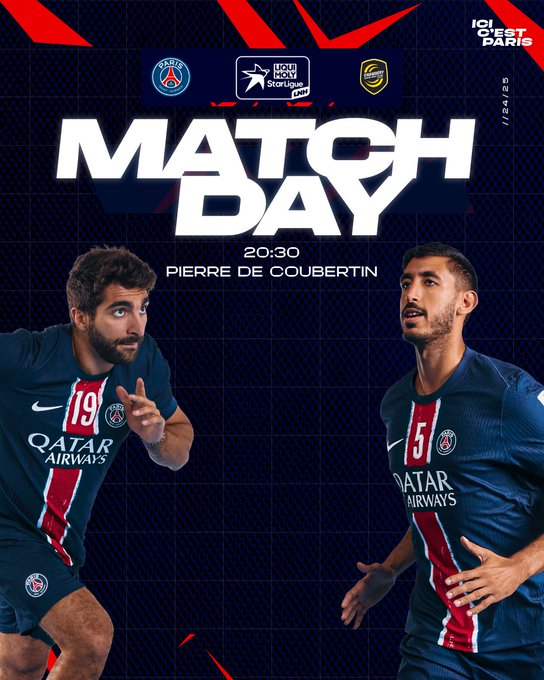 ICI
C'EST
PARIS
PARIS
LIQUI
MOLY
StarLigue
LNH
//24/25
MATCH
DAY
20:30
PIERRE DE COUBERTIN
19
QATAR
AIRWAYS
5
QATAR
AIRWAYS